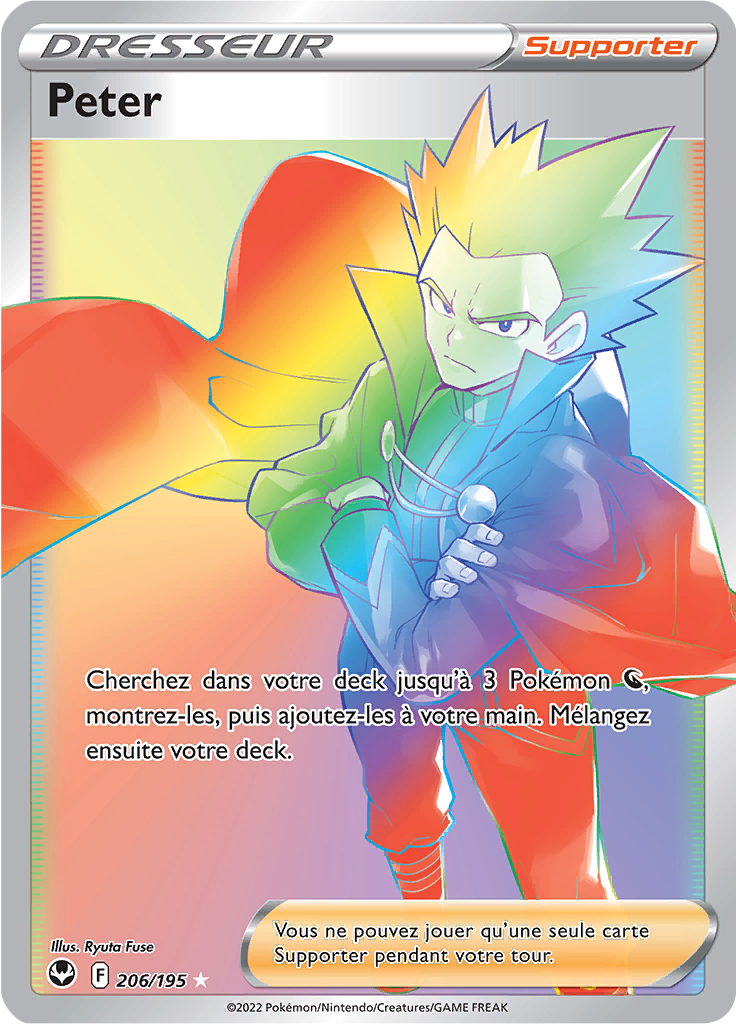 DRESSEUR Supporter
Peter
Cherchez dans votre deck jusqu'à 3 Pokémon ,
montrez-les, puis ajoutez-les à votre main. Mélangez
ensuite votre deck.
Vous ne pouvez jouer qu'une seule carte
Supporter pendant votre tour.
Illus. Ryuta Fuse
F 206/195 ★
©2022 Pokémon/Nintendo/Creatures/GAME FREAK